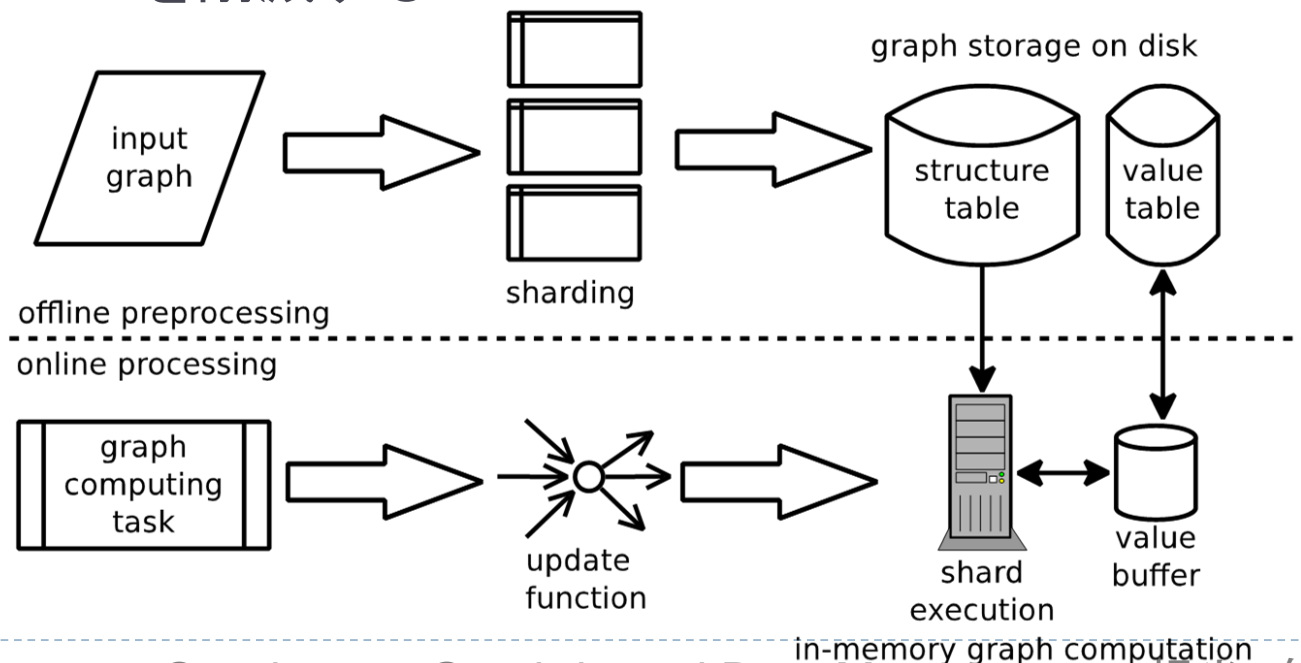 graph storage on disk
input
graph
structure
table
value
table
sharding
offline preprocessing
online processing
graph
computing
task
update
function
shard
execution
value
buffer
in-memory graph computation